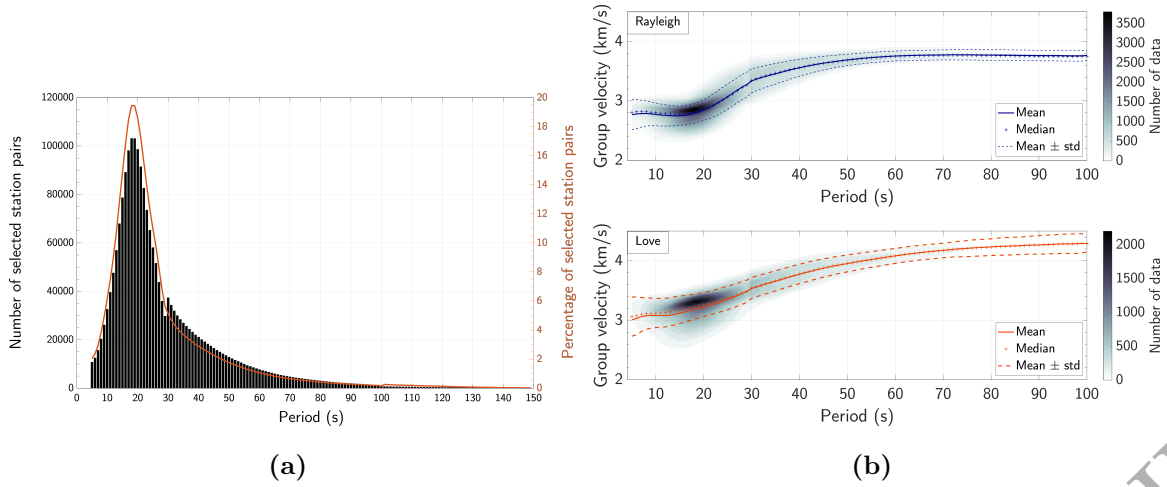 120000
100000
80000
60000
40000
20000
0
Number of selected station pairs
20
18
16
14
12
10
8
6
4
2
0
Percentage of selected station pairs
0 10 20 30 40 50 60 70 80 90 100 110 120 130 140 150
Period (s)
(a)
Rayleigh
4
3
2
Group velocity (km/s)
Mean
Median
Mean ± std
10 20 30 40 50 60 70 80 90 100
Period (s)
3500
3000
2500
2000
1500
1000
500
0
Number of data
Love
4
3
2
Group velocity (km/s)
Mean
Median
Mean ± std
10 20 30 40 50 60 70 80 90 100
Period (s)
2000
1500
1000
500
0
Number of data
(b)